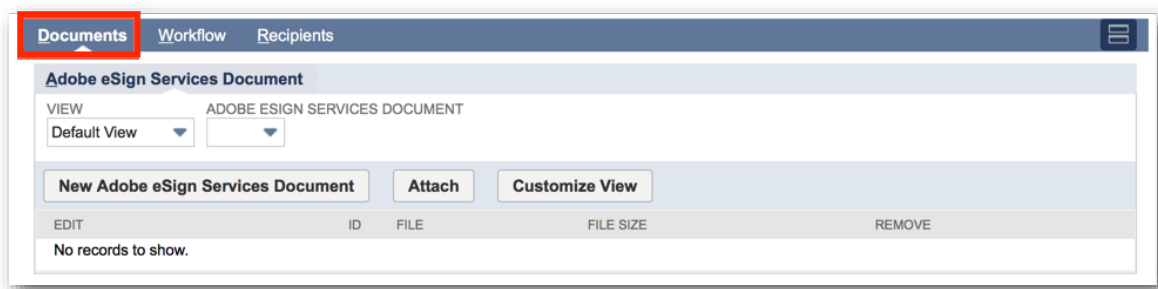 Documents Workflow Recipients
Adobe eSign Services Document
VIEW ADOBE ESIGN SERVICES DOCUMENT
Default View
New Adobe eSign Services Document Attach Customize View
EDIT ID FILE FILE SIZE REMOVE
No records to show.